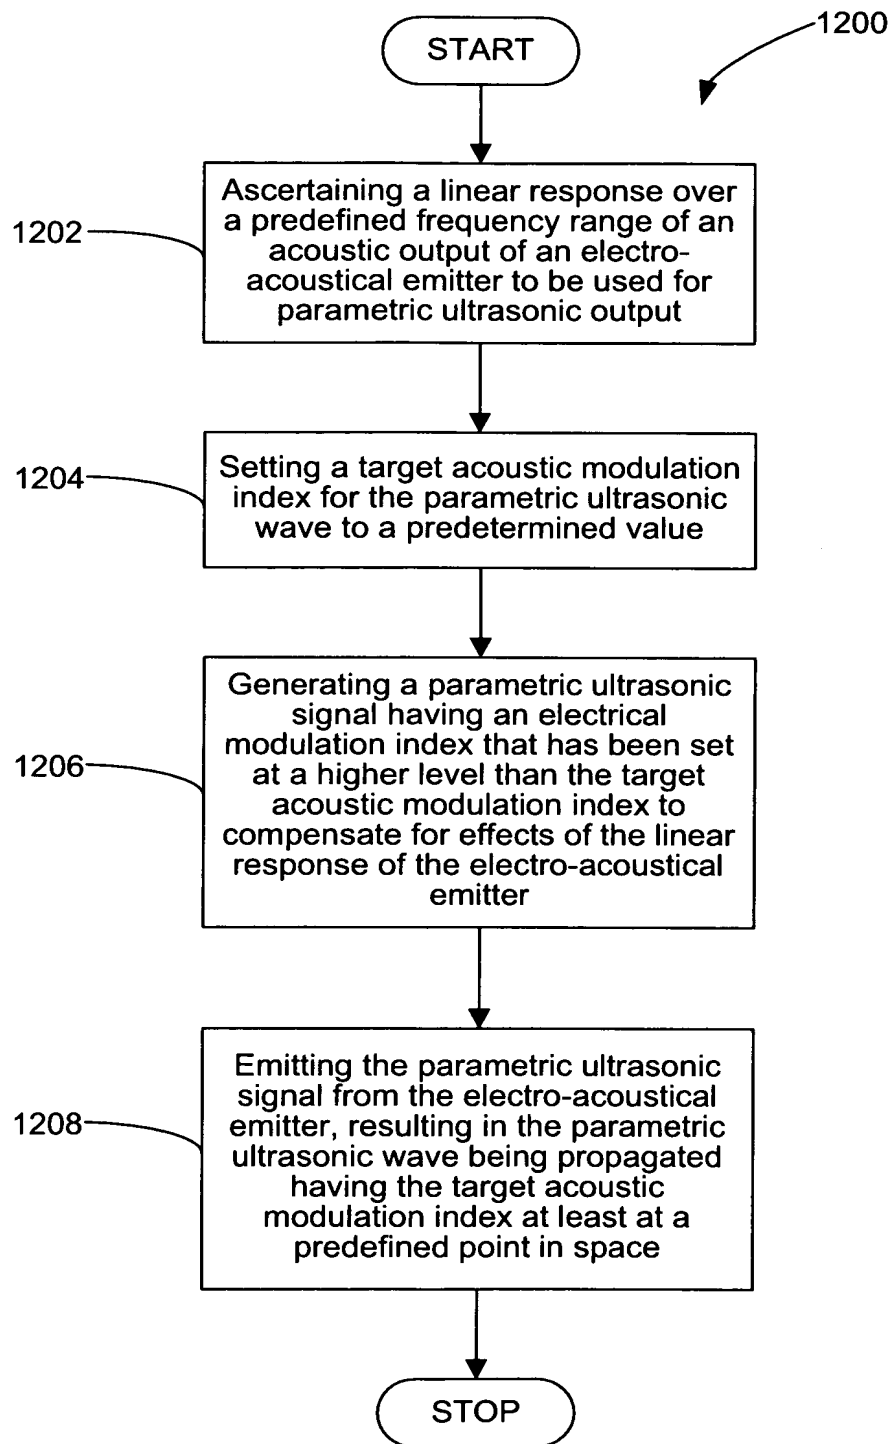 1200
START
1202
Ascertaining a linear response over
a predefined frequency range of an
acoustic output of an electro-
acoustical emitter to be used for
parametric ultrasonic output
1204
Setting a target acoustic modulation
index for the parametric ultrasonic
wave to a predetermined value
1206
Generating a parametric ultrasonic
signal having an electrical
modulation index that has been set
at a higher level than the target
acoustic modulation index to
compensate for effects of the linear
response of the electro-acoustical
emitter
1208
Emitting the parametric ultrasonic
signal from the electro-acoustical
emitter, resulting in the parametric
ultrasonic wave being propagated
having the target acoustic
modulation index at least at a
predefined point in space
STOP